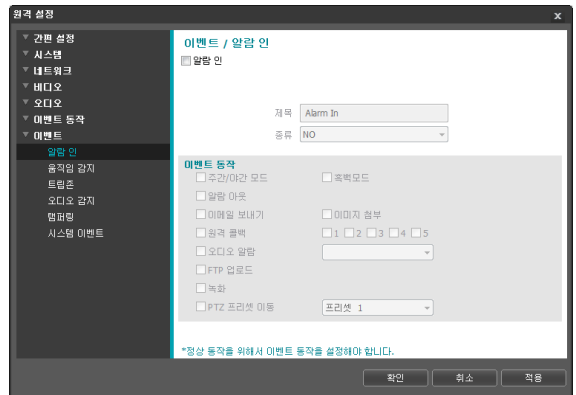 원격 설정 x
간편 설정
시스템
네트워크
비디오
오디오
이벤트 동작
이벤트
알람 인
움직임 감지
트립존
오디오 감지
탬퍼링
시스템 이벤트
이벤트 / 알람 인
알람 인
제목 Alarm In
종류 NO
이벤트 동작
주간/야간 모드 흑백모드
알람 아웃
이메일 보내기 이미지 첨부
원격 콜백 1 2 3 4 5
오디오 알람
FTP 업로드
녹화
PTZ 프리셋 이동 프리셋 1
*정상 동작을 위해서 이벤트 동작을 설정해야 합니다.
확인 취소 적용